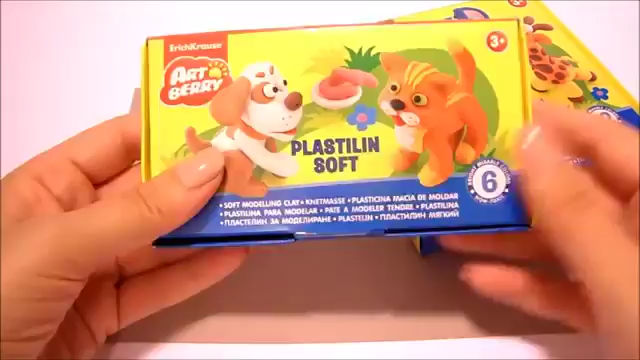 ErichKrause
ART
BERRY
3+
PLASTILIN
SOFT
6
• SOFT MODELLING CLAY • KNETMASSE • PLASTICINA MACIA DE MOLDAR
• PLASTILINA PARA MODELAR • PATE A MODELER TENDRE • PLASTILINA
• ПЛАСТЕЛИН ЗА МОДЕЛИРАНЕ • PLASTELIN • ПЛАСТИЛИН МЯГКИЙ